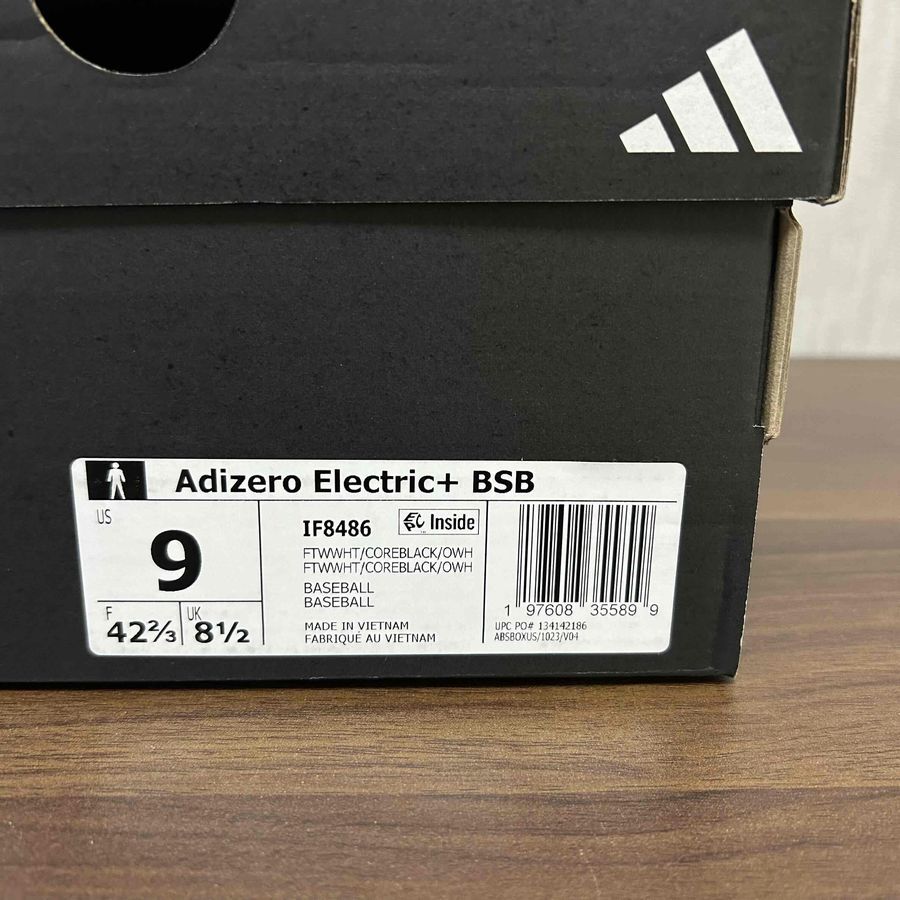 Adizero Electric+ BSB
US
9
F
42⅔
UK
8½
IF8486
Inside
FTWWHT/COREBLACK/OWH
FTWWHT/COREBLACK/OWH
BASEBALL
BASEBALL
MADE IN VIETNAM
FABRIQUÉ AU VIETNAM
1 97608 35589 9
UPC PO# 134142186
ABSBOXUS/1023/V04